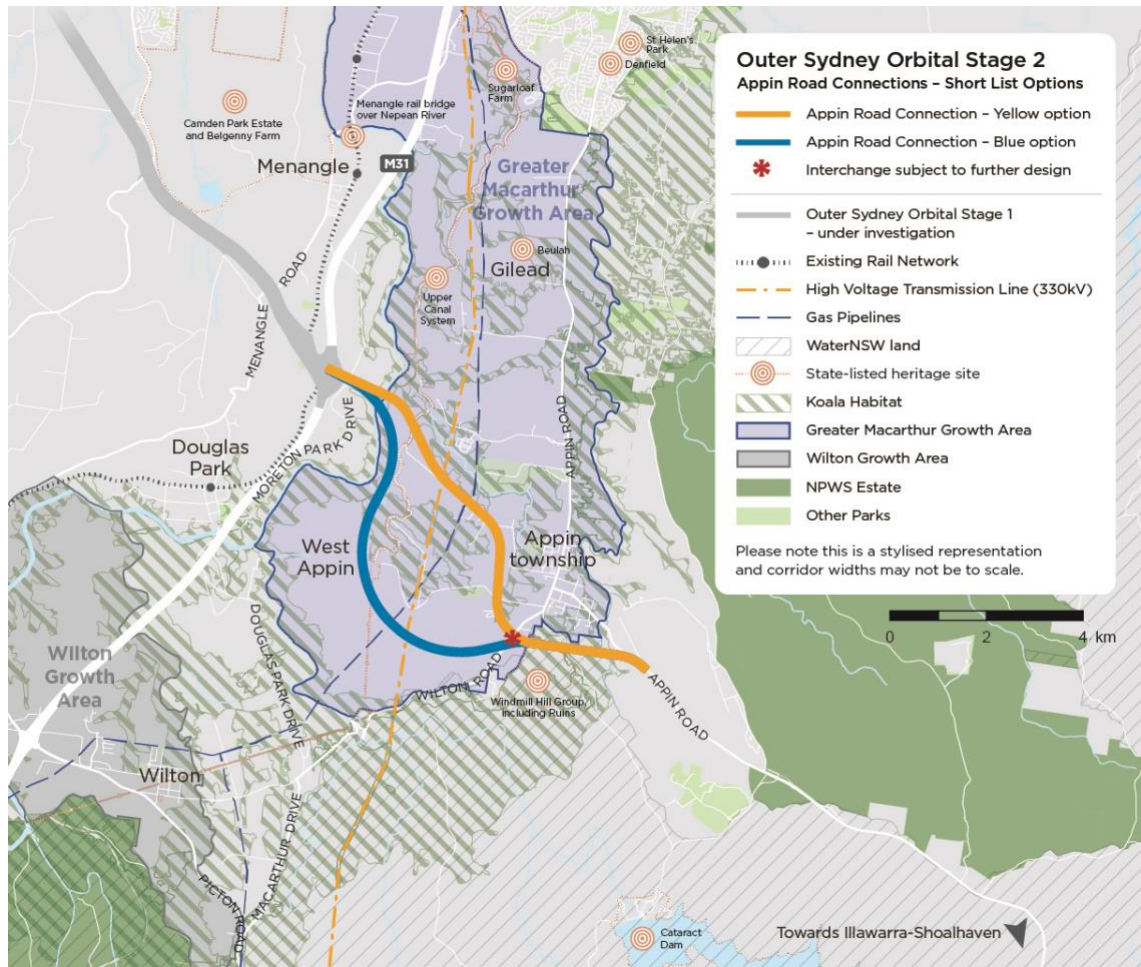 St Helen's
Park
Denfield
Sugarloaf
Farm
Camden Park Estate
and Belgenny Farm
Menangle rail bridge
over Nepean River
Menangle
M31
Greater
Macarthur
Growth Area
Beulah
Gilead
Upper
Canal
System
MENANGLE ROAD
APPIN ROAD
MORETON PARK DRIVE
Douglas
Park
West
Appin
Appin
township
DOUGLAS PARK DRIVE
Wilton
Growth
Area
WILTON ROAD
Windmill Hill Group,
including Ruins
APPIN ROAD
Wilton
MACARTHUR DRIVE
PICTON ROAD
Cataract
Dam
Towards Illawarra-Shoalhaven
Outer Sydney Orbital Stage 2
Appin Road Connections – Short List Options
Appin Road Connection – Yellow option
Appin Road Connection – Blue option
Interchange subject to further design
Outer Sydney Orbital Stage 1
– under investigation
Existing Rail Network
High Voltage Transmission Line (330kV)
Gas Pipelines
WaterNSW land
State-listed heritage site
Koala Habitat
Greater Macarthur Growth Area
Wilton Growth Area
NPWS Estate
Other Parks
Please note this is a stylised representation
and corridor widths may not be to scale.
0 2 4 km